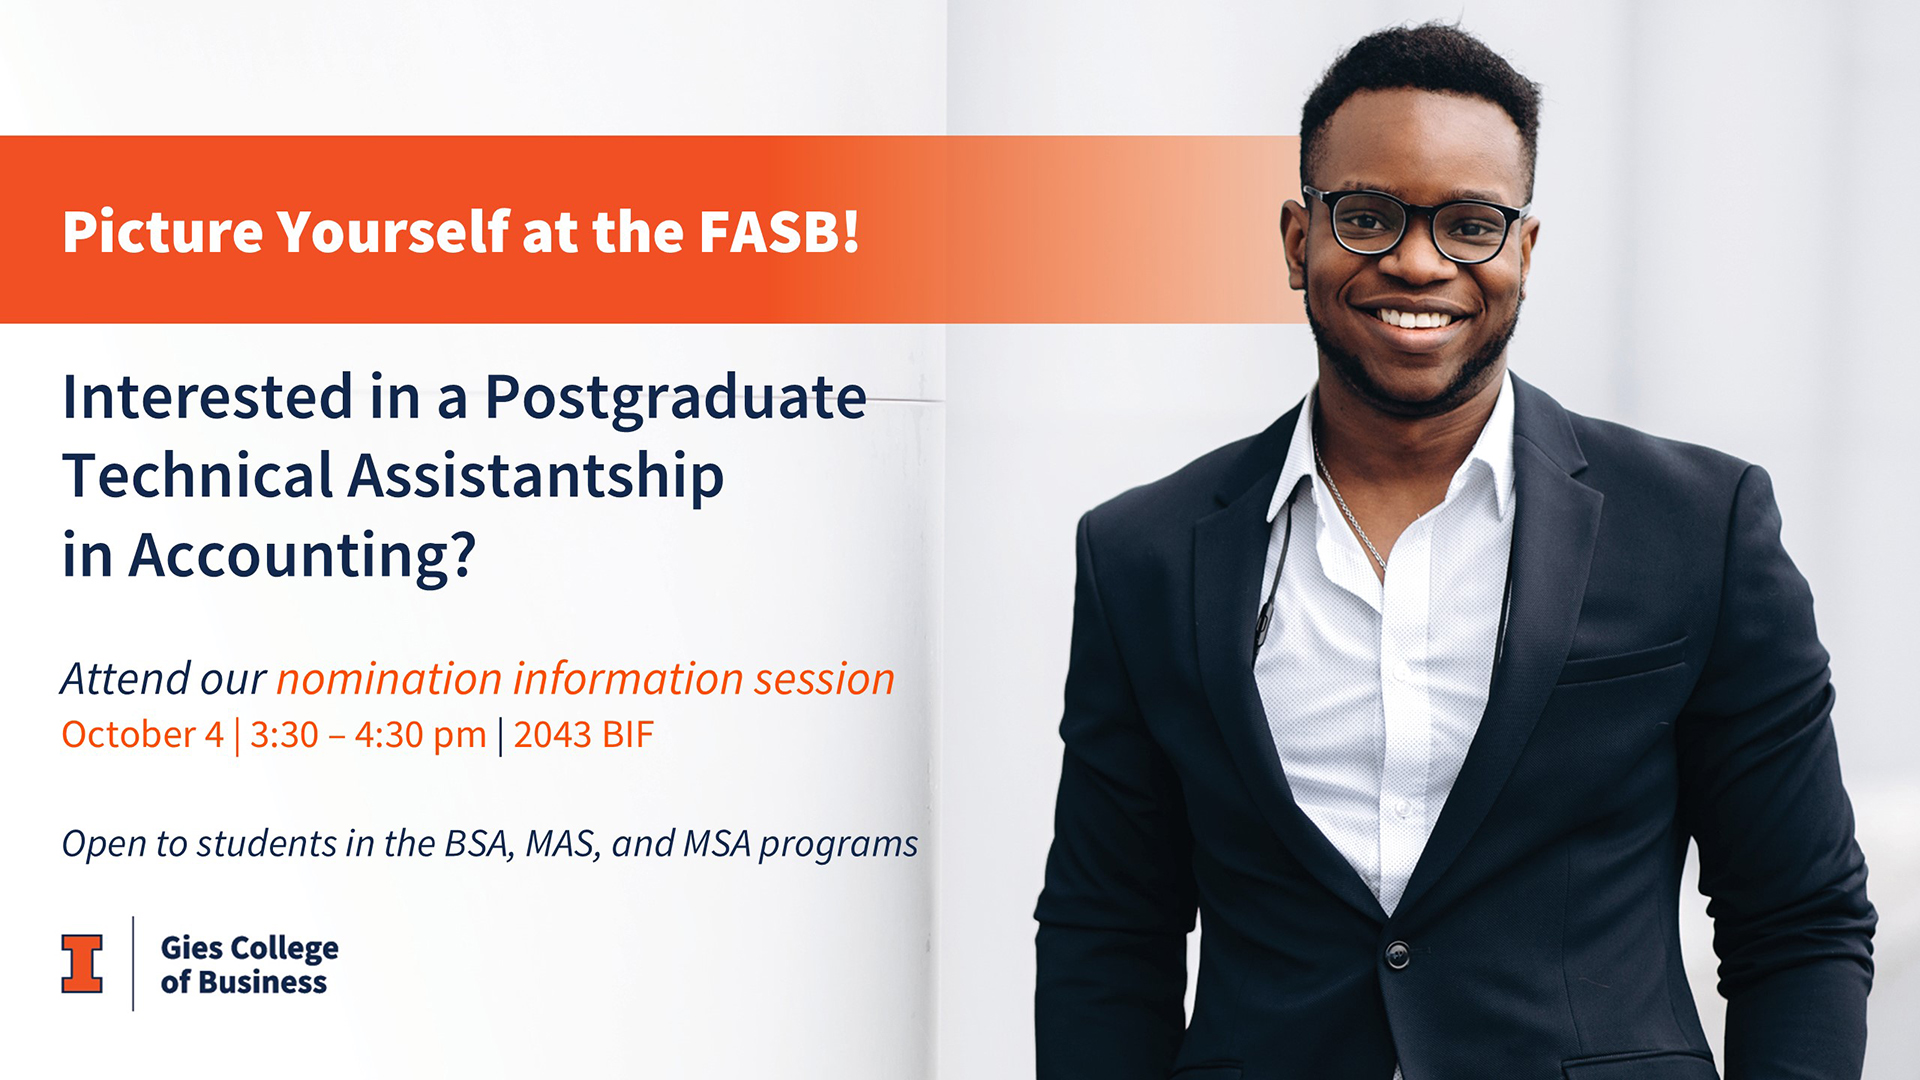 Picture Yourself at the FASB!
Interested in a Postgraduate
Technical Assistantship
in Accounting?
Attend our nomination information session
October 4 | 3:30 – 4:30 pm | 2043 BIF
Open to students in the BSA, MAS, and MSA programs
I
Gies College
of Business